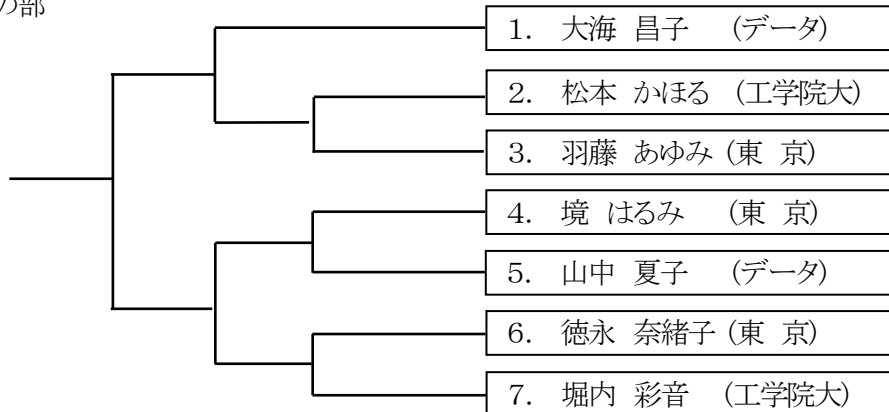 の部
1. 大海 昌子 (データ)
2. 松本 かほる (工学院大)
3. 羽藤 あゆみ (東 京)
4. 境 はるみ (東 京)
5. 山中 夏子 (データ)
6. 徳永 奈緒子 (東 京)
7. 堀内 彩音 (工学院大)